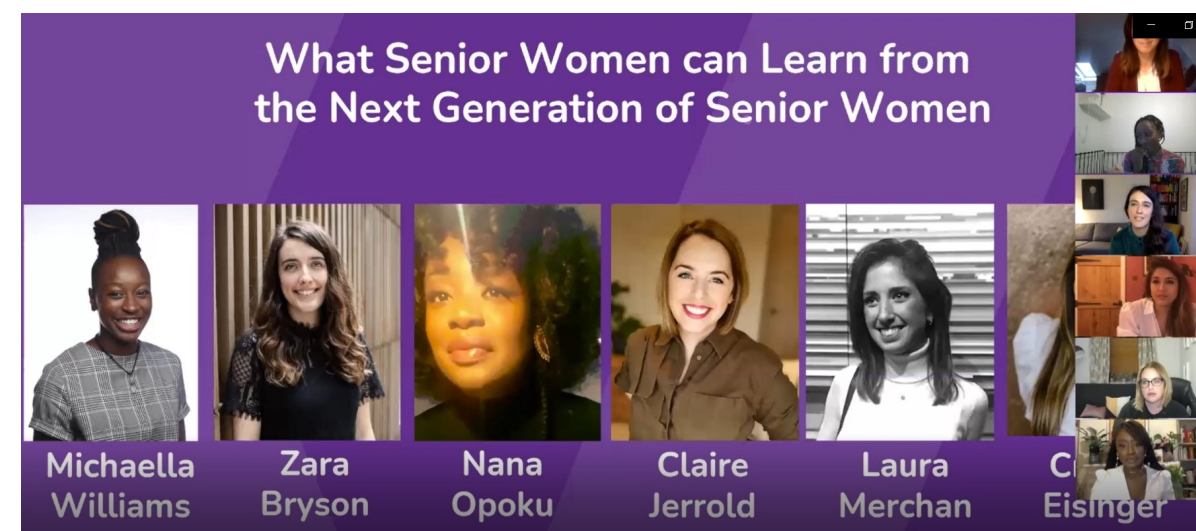 What Senior Women can Learn from
the Next Generation of Senior Women
Michaella
Williams
Zara
Bryson
Nana
Opoku
Claire
Jerrold
Laura
Merchan
Eisinger